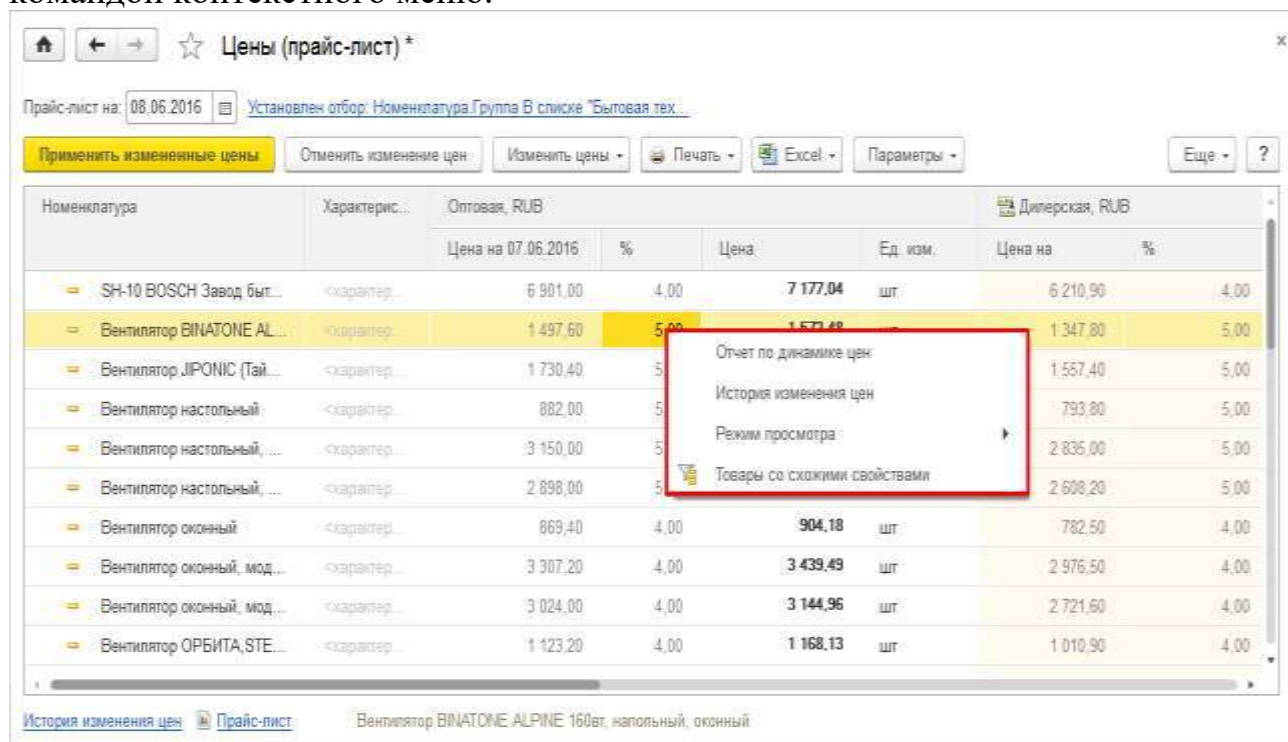 командой контекстного меню:
Цены (прайс-лист) *
Прайс-лист на: 08.06.2016 Установлен отбор: Номенклатура.Группа В списке "Бытовая тех...
Применить измененные цены Отменить изменение цен Изменить цены Печать Excel Параметры Еще ?
Номенклатура Характерис... Оптовая, RUB Дилерская, RUB
Цена на 07.06.2016 % Цена Ед. изм. Цена на %
SH-10 BOSCH Завод быт... <характер... 6 901,00 4,00 7 177,04 шт 6 210,90 4,00
Вентилятор BINATONE AL... <характер... 1 497,60 5,00 1 572,48 шт 1 347,80 5,00
Отчет по динамике цен
Вентилятор JIPONIC (Тай... <характер... 1 730,40 5 1 557,40 5,00
История изменения цен
Вентилятор настольный <характер... 882,00 5 793,80 5,00
Режим просмотра
Вентилятор настольный, ... <характер... 3 150,00 5 2 835,00 5,00
Товары со схожими свойствами
Вентилятор настольный, ... <характер... 2 898,00 5 2 608,20 5,00
Вентилятор оконный <характер... 869,40 4,00 904,18 шт 782,50 4,00
Вентилятор оконный, мод... <характер... 3 307,20 4,00 3 439,49 шт 2 976,50 4,00
Вентилятор оконный, мод... <характер... 3 024,00 4,00 3 144,96 шт 2 721,60 4,00
Вентилятор ОРБИТА,STE... <характер... 1 123,20 4,00 1 168,13 шт 1 010,90 4,00
История изменения цен Прайс-лист Вентилятор BINATONE ALPINE 160вт, напольный, оконный